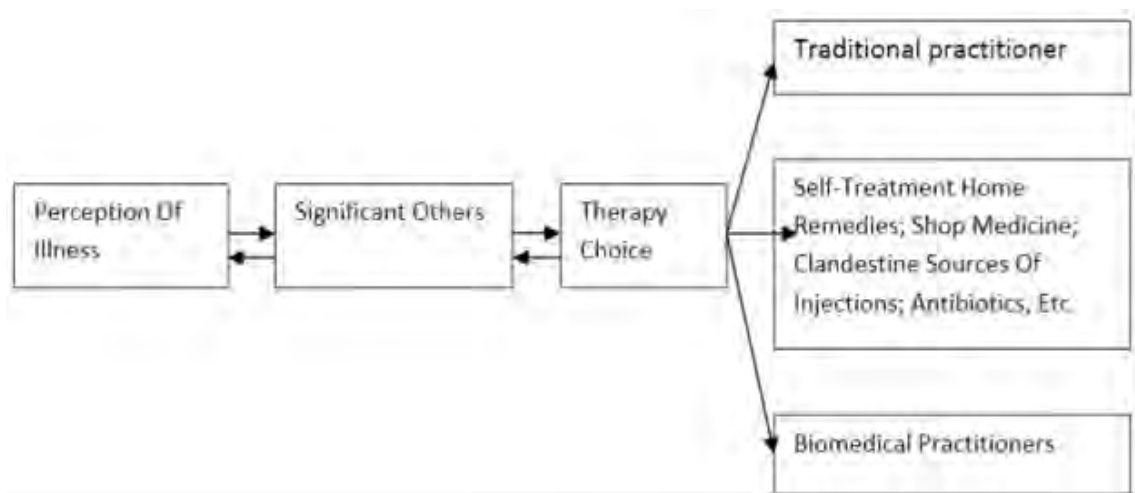 Traditional practitioner
Perception Of
Illness
Significant Others
Therapy
Choice
Self-Treatment Home
Remedies; Shop Medicine;
Clandestine Sources Of
Injections; Antibiotics, Etc
Biomedical Practitioners